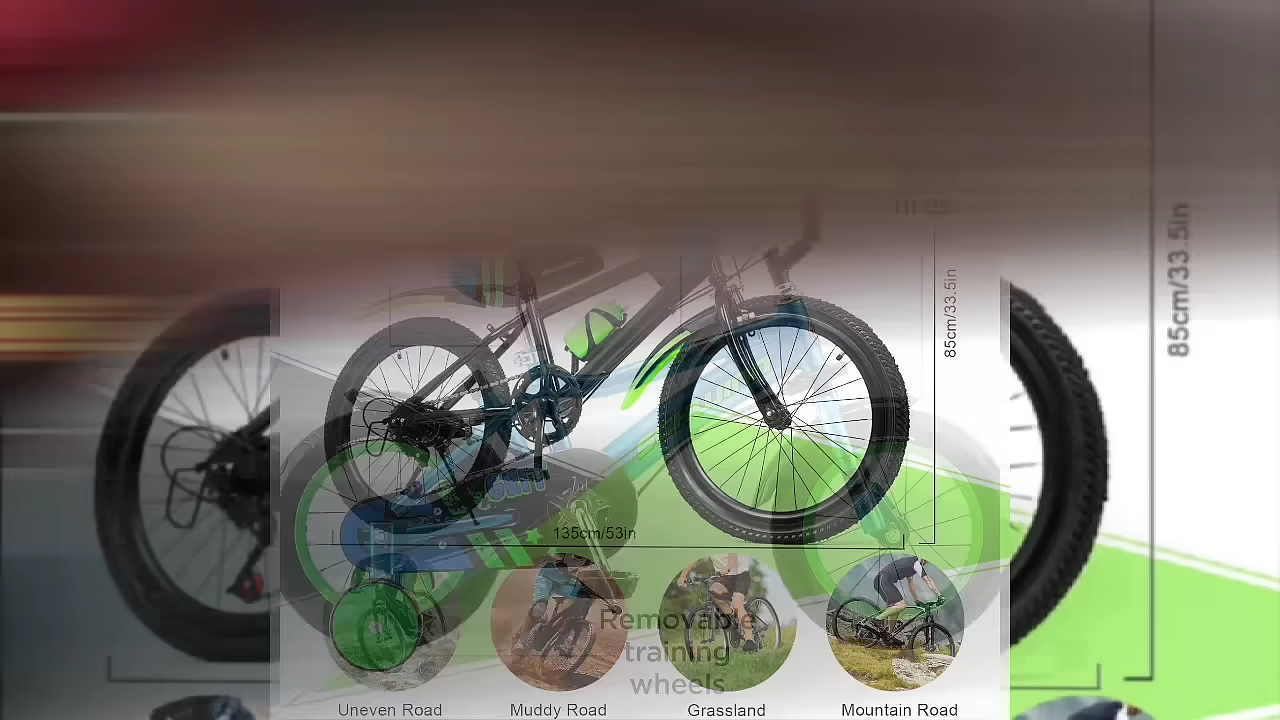 85cm/33.5in
85cm/33.5in
135cm/53in
Removable
training
wheels
Uneven Road
Muddy Road
Grassland
Mountain Road